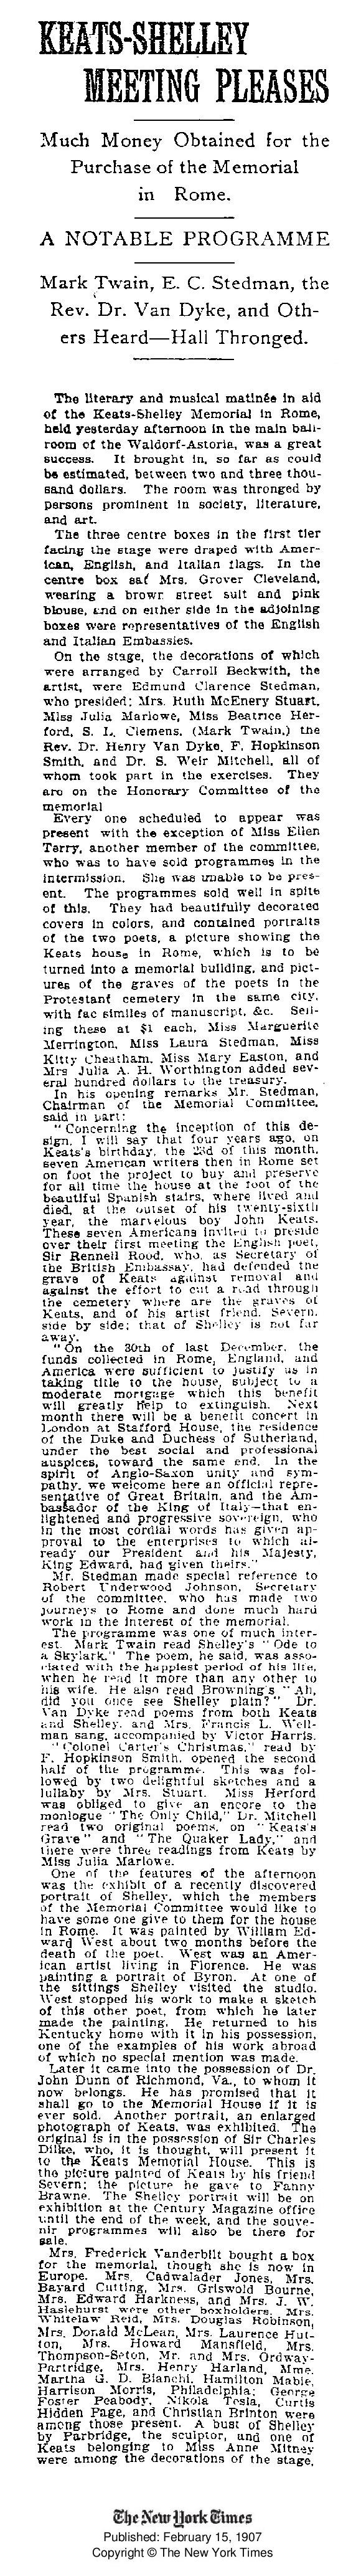 KEATS-SHELLEY
MEETING PLEASES
Much Money Obtained for the
Purchase of the Memorial
in Rome.
A NOTABLE PROGRAMME
Mark Twain, E. C. Stedman, the
Rev. Dr. Van Dyke, and Oth-
ers Heard—Hall Thronged.
The literary and musical matinée in aid
of the Keats-Shelley Memorial in Rome,
held yesterday afternoon in the main ball-
room of the Waldorf-Astoria, was a great
success. It brought in, so far as could
be estimated, between two and three thou-
sand dollars. The room was thronged by
persons prominent in society, literature,
and art.
The three centre boxes in the first tier
facing the stage were draped with Amer-
ican, English, and Italian flags. In the
centre box sat Mrs. Grover Cleveland,
wearing a brown street suit and pink
blouse, and on either side in the adjoining
boxes were representatives of the English
and Italian Embassies.
On the stage, the decorations of which
were arranged by Carroll Beckwith, the
artist, were Edmund Clarence Stedman,
who presided; Mrs. Ruth McEnery Stuart,
Miss Julia Marlowe, Miss Beatrice Her-
ford, S. L. Clemens, (Mark Twain,) the
Rev. Dr. Henry Van Dyke, F. Hopkinson
Smith, and Dr. S. Weir Mitchell, all of
whom took part in the exercises. They
are on the Honorary Committee of the
memorial
Every one scheduled to appear was
present with the exception of Miss Ellen
Terry, another member of the committee,
who was to have sold programmes in the
intermission. She was unable to be pres-
ent. The programmes sold well in spite
of this. They had beautifully decorated
covers in colors, and contained portraits
of the two poets, a picture showing the
Keats house in Rome, which is to be
turned into a memorial building, and pict-
ures of the graves of the poets in the
Protestant cemetery in the same city,
with fac similes of manuscript, &c. Sell-
ing these at $1 each, Miss Marguerite
Merrington, Miss Laura Stedman, Miss
Kitty Cheatham, Miss Mary Easton, and
Mrs Julia A. H. Worthington added sev-
eral hundred dollars to the treasury.
In his opening remarks Mr. Stedman,
Chairman of the Memorial Committee,
said in part:
"Concerning the inception of this de-
sign, I will say that four years ago, on
Keats's birthday, the 23d of this month,
seven American writers then in Rome set
on foot the project to buy and preserve
for all time the house at the foot of the
beautiful Spanish stairs, where lived and
died, at the outset of his twenty-sixth
year, the marvelous boy John Keats.
These seven Americans invited to preside
over their first meeting the English poet,
Sir Rennell Rodd, who, as Secretary of
the British Embassay, had defended the
grave of Keats against removal and
against the effort to cut a road through
the cemetery where are the graves of
Keats, and of his artist friend, Severn,
side by side; that of Shelley is not far
away.
"On the 30th of last December, the
funds collected in Rome, England, and
America were sufficient to justify us in
taking title to the house, subject to a
moderate mortgage which this benefit
will greatly help to extinguish. Next
month there will be a benefit concert in
London at Stafford House, the residence
of the Duke and Duchess of Sutherland,
under the best social and professional
auspices, toward the same end. In the
spirit of Anglo-Saxon unity and sym-
pathy, we welcome here an official repre-
sentative of Great Britain, and the Am-
bassador of the King of Italy—that en-
lightened and progressive sovereign, who
in the most cordial words has given ap-
proval to the enterprises to which al-
ready our President and his Majesty,
King Edward, had given theirs."
Mr. Stedman made special reference to
Robert Underwood Johnson, Secretary
of the committee, who has made two
journeys to Rome and done much hard
work in the interest of the memorial.
The programme was one of much inter-
est. Mark Twain read Shelley's "Ode to
a Skylark." The poem, he said, was asso-
ciated with the happiest period of his life,
when he read it more than any other to
his wife. He also read Browning's "Ah,
did you once see Shelley plain?" Dr.
Van Dyke read poems from both Keats
and Shelley, and Mrs. Francis L. Well-
man sang, accompanied by Victor Harris.
"Colonel Carter's Christmas," read by
F. Hopkinson Smith, opened the second
half of the programme. This was fol-
lowed by two delightful sketches and a
lullaby by Mrs. Stuart. Miss Herford
was obliged to give an encore to the
monlogue "The Only Child," Dr. Mitchell
read two original poems, on "Keats's
Grave" and "The Quaker Lady," and
there were three readings from Keats by
Miss Julia Marlowe.
One of the features of the afternoon
was the exhibit of a recently discovered
portrait of Shelley, which the members
of the Memorial Committee would like to
have some one give to them for the house
in Rome. It was painted by William Ed-
ward West about two months before the
death of the poet. West was an Amer-
ican artist living in Florence. He was
painting a portrait of Byron. At one of
the sittings Shelley visited the studio.
West stopped his work to make a sketch
of this other poet, from which he later
made the painting. He returned to his
Kentucky home with it in his possession,
one of the examples of his work abroad
of which no special mention was made.
Later it came into the possession of Dr.
John Dunn of Richmond, Va., to whom it
now belongs. He has promised that it
shall go to the Memorial House if it is
ever sold. Another portrait, an enlarged
photograph of Keats, was exhibited. The
original is in the possession of Sir Charles
Dilke, who, it is thought, will present it
to the Keats Memorial House. This is
the picture painted of Keats by his friend
Severn; the picture he gave to Fanny
Brawne. The Shelley portrait will be on
exhibition at the Century Magazine office
until the end of the week, and the souve-
nir programmes will also be there for
sale.
Mrs. Frederick Vanderbilt bought a box
for the memorial, though she is now in
Europe. Mrs. Cadwalader Jones, Mrs.
Bayard Cutting, Mrs. Griswold Bourne,
Mrs. Edward Harkness, and Mrs. J. W.
Haslehurst were other boxholders. Mrs.
Whitelaw Reid, Mrs. Douglas Robinson,
Mrs. Donald McLean, Mrs. Laurence Hut-
ton, Mrs. Howard Mansfield, Mrs.
Thompson-Seton, Mr. and Mrs. Ordway-
Partridge, Mrs. Henry Harland, Mme.
Martha G. D. Bianchi, Hamilton Mabie,
Harrison Morris, Philadelphia; George
Foster Peabody, Nikola Tesla, Curtis
Hidden Page, and Christian Brinton were
among those present. A bust of Shelley
by Parbridge, the sculptor, and one of
Keats belonging to Miss Anne Mitney
were among the decorations of the stage.
The New York Times
Published: February 15, 1907
Copyright © The New York Times